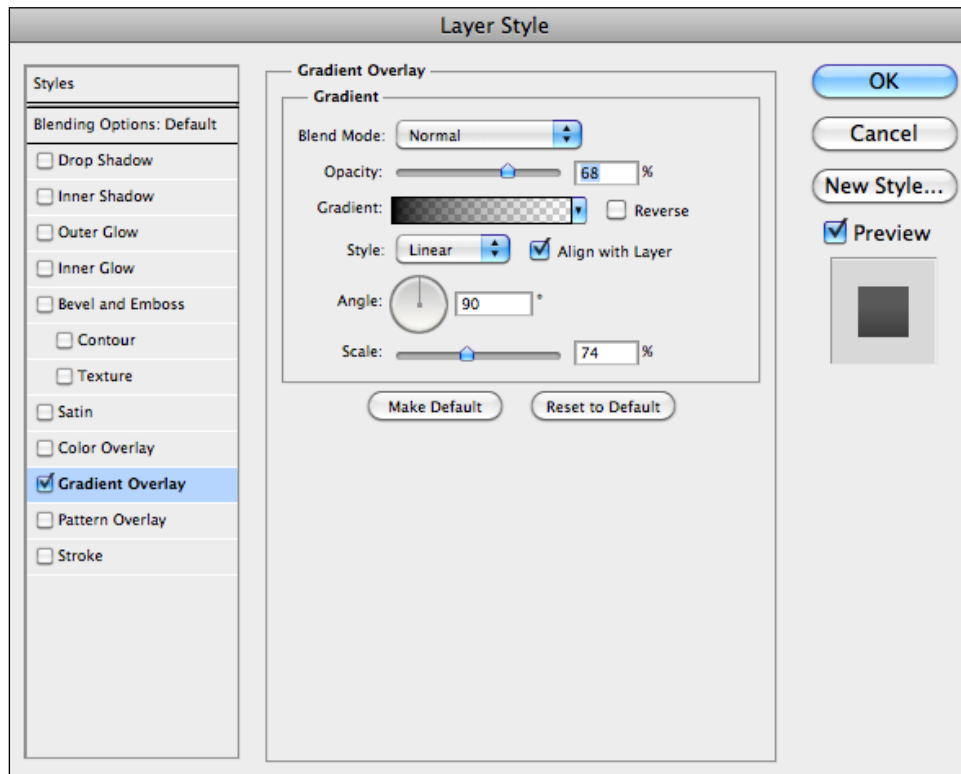 Layer Style
Styles
Blending Options: Default
Drop Shadow
Inner Shadow
Outer Glow
Inner Glow
Bevel and Emboss
Contour
Texture
Satin
Color Overlay
Gradient Overlay
Pattern Overlay
Stroke
Gradient Overlay
Gradient
Blend Mode: Normal
Opacity: 68 %
Gradient: Reverse
Style: Linear Align with Layer
Angle: 90 °
Scale: 74 %
Make Default Reset to Default
OK
Cancel
New Style...
Preview